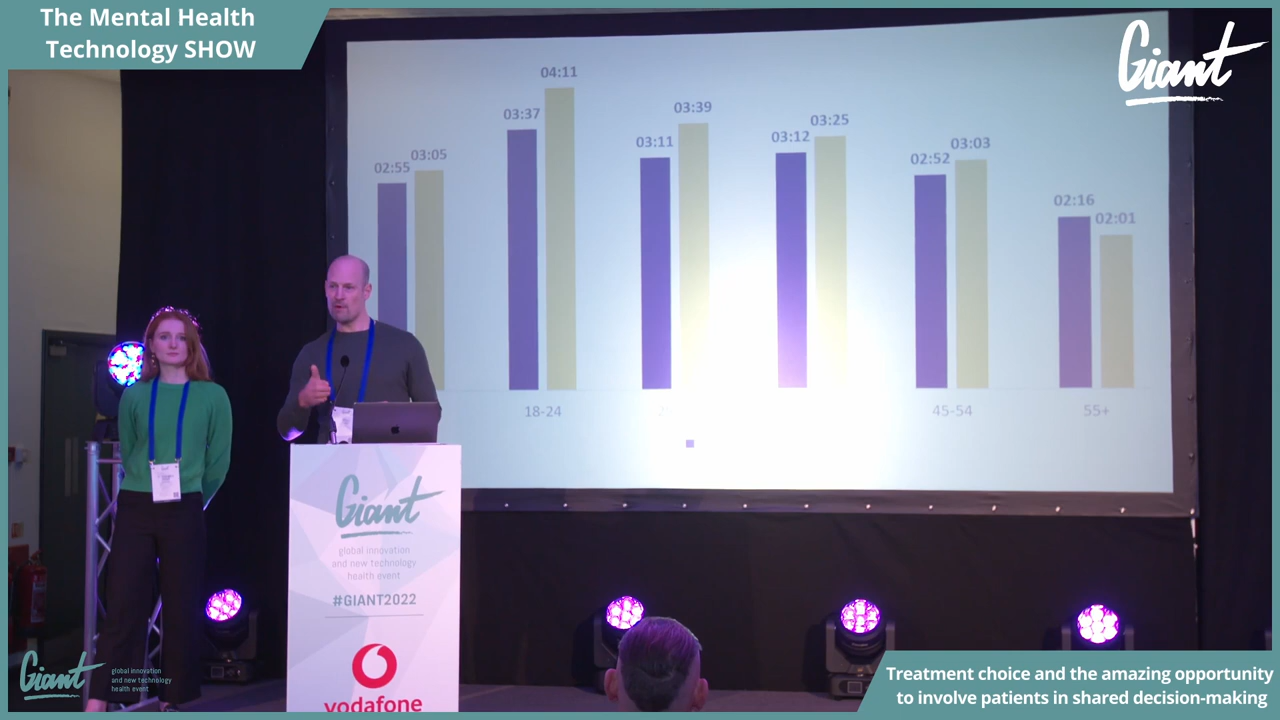 The Mental Health
Technology SHOW
Giant
04:11
03:37
03:39
03:25
03:11
03:12
03:05
02:55
02:52
03:03
02:16
02:01
18-24
2
45-54
55+
Giant
global innovation
and new technology
health event
#GIANT2022
vodafone
Giant
global innovation
and new technology
health event
Treatment choice and the amazing opportunity
to involve patients in shared decision-making